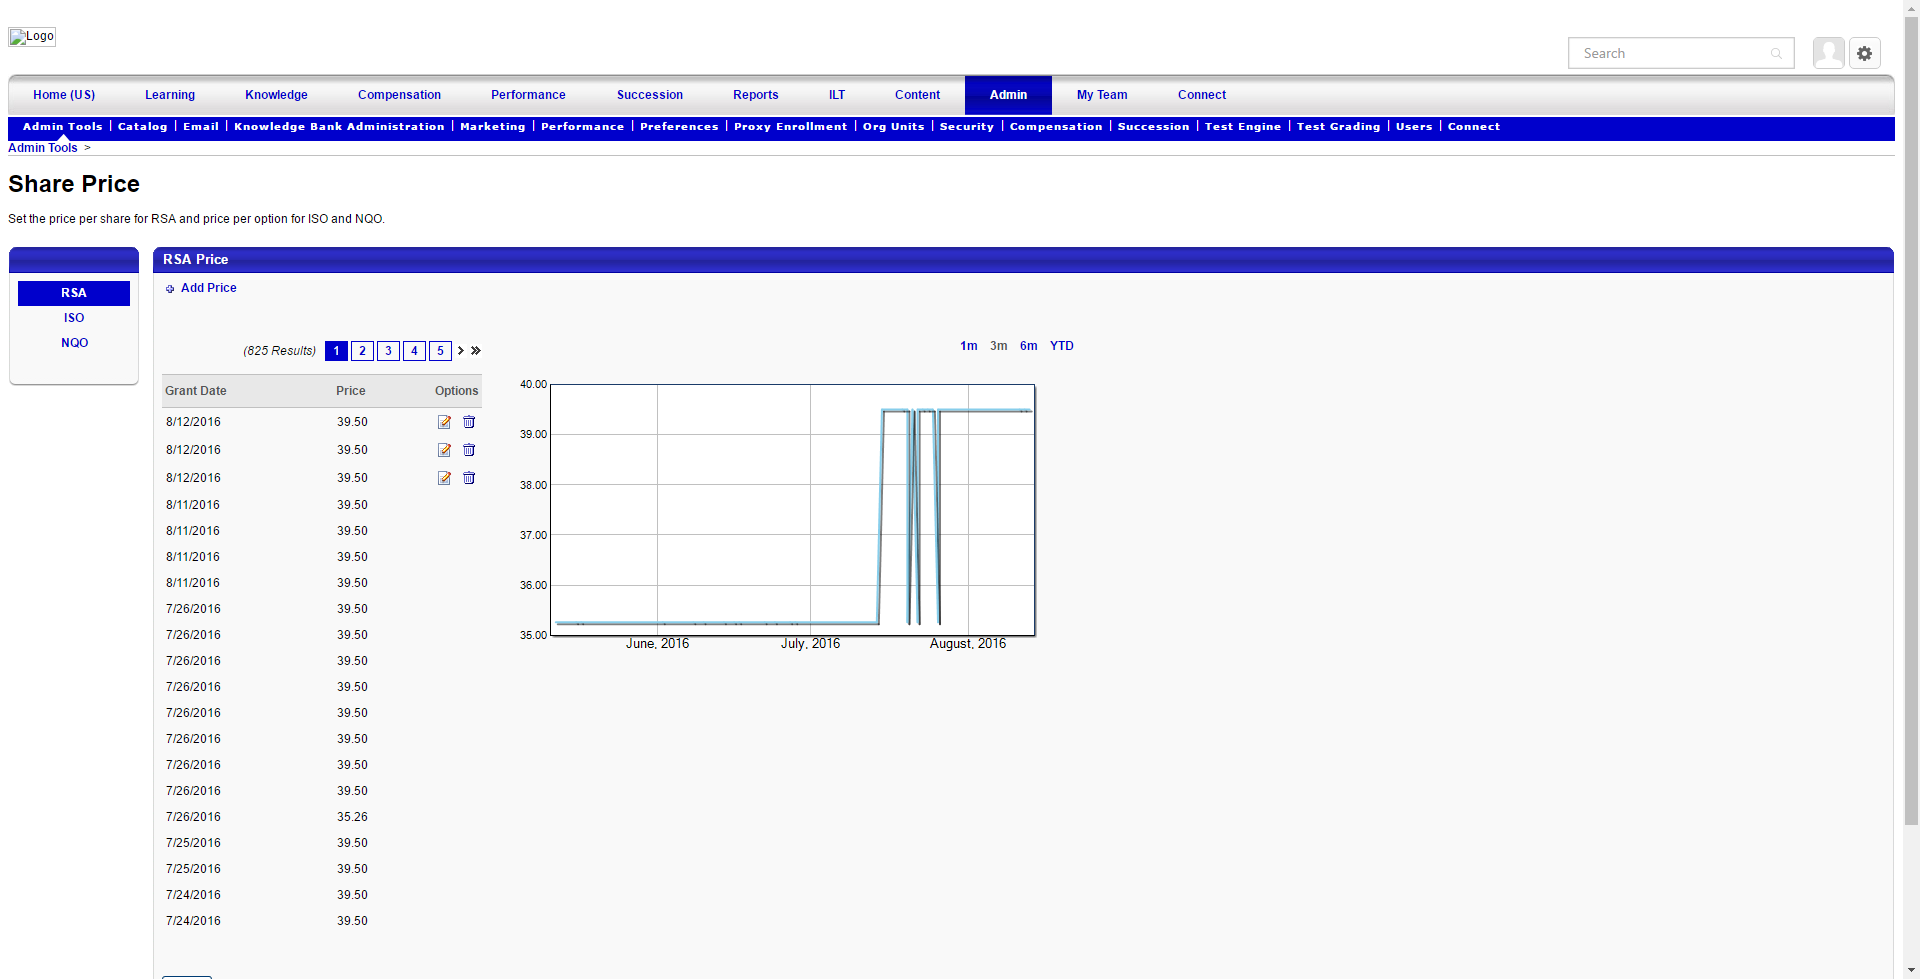 Logo
Search
Home (US) Learning Knowledge Compensation Performance Succession Reports ILT Content Admin My Team Connect
Admin Tools | Catalog | Email | Knowledge Bank Administration | Marketing | Performance | Preferences | Proxy Enrollment | Org Units | Security | Compensation | Succession | Test Engine | Test Grading | Users | Connect
Admin Tools >
Share Price
Set the price per share for RSA and price per option for ISO and NQO.
RSA
ISO
NQO
RSA Price
Add Price
(825 Results) 1 2 3 4 5 > »
Grant Date Price Options
8/12/2016 39.50
8/12/2016 39.50
8/12/2016 39.50
8/11/2016 39.50
8/11/2016 39.50
8/11/2016 39.50
8/11/2016 39.50
7/26/2016 39.50
7/26/2016 39.50
7/26/2016 39.50
7/26/2016 39.50
7/26/2016 39.50
7/26/2016 39.50
7/26/2016 39.50
7/26/2016 39.50
7/26/2016 35.26
7/25/2016 39.50
7/25/2016 39.50
7/24/2016 39.50
7/24/2016 39.50
1m 3m 6m YTD
40.00
39.00
38.00
37.00
36.00
35.00
June, 2016 July, 2016 August, 2016